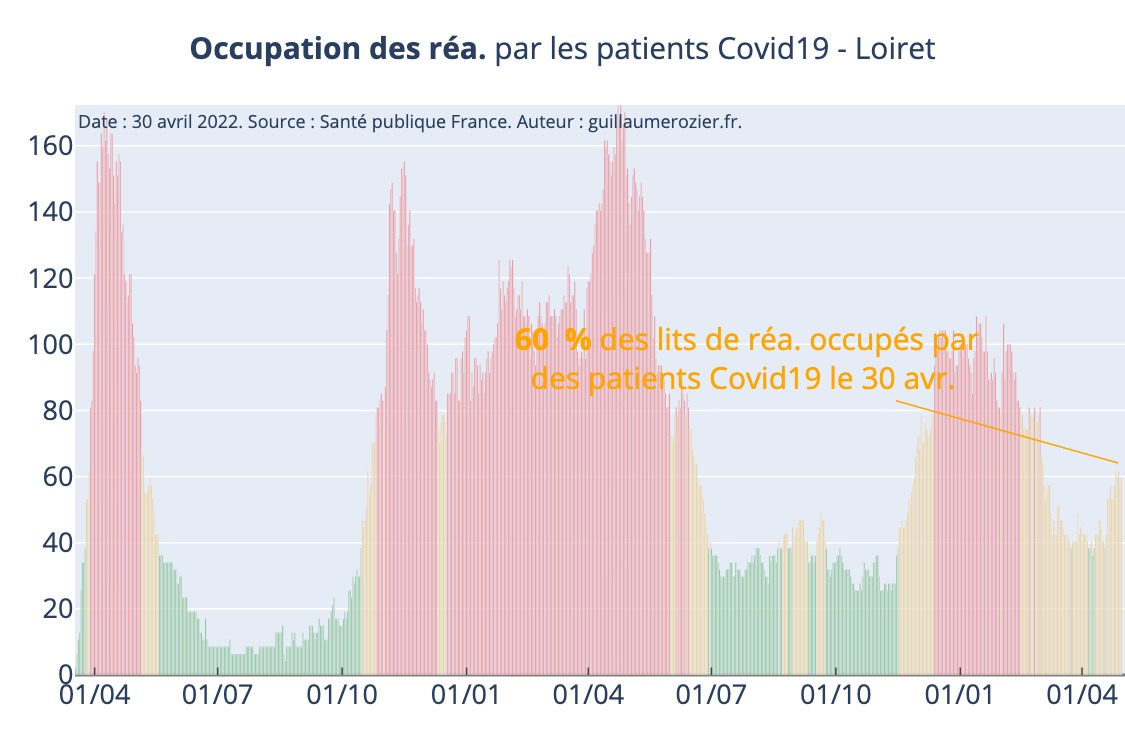 Occupation des réa. par les patients Covid19 - Loiret
Date : 30 avril 2022. Source : Santé publique France. Auteur : guillaumerozier.fr.
160
140
120
100
80
60
40
20
0
60 % des lits de réa. occupés par
des patients Covid19 le 30 avr.
01/04 01/07 01/10 01/01 01/04 01/07 01/10 01/01 01/04